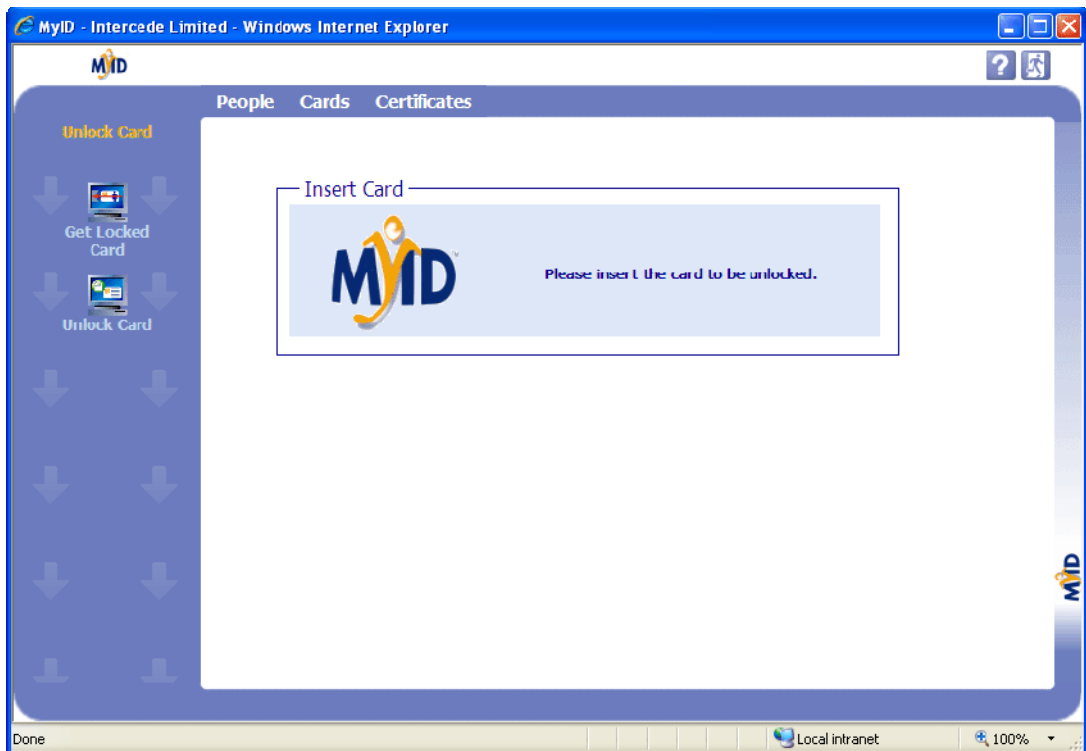 MyID - Intercede Limited - Windows Internet Explorer
MYID
?
People Cards Certificates
Unlock Card
Insert Card
Get Locked
Card
MYID™
Please insert the card to be unlocked.
Unlock Card
MYID
Done
Local intranet
100%